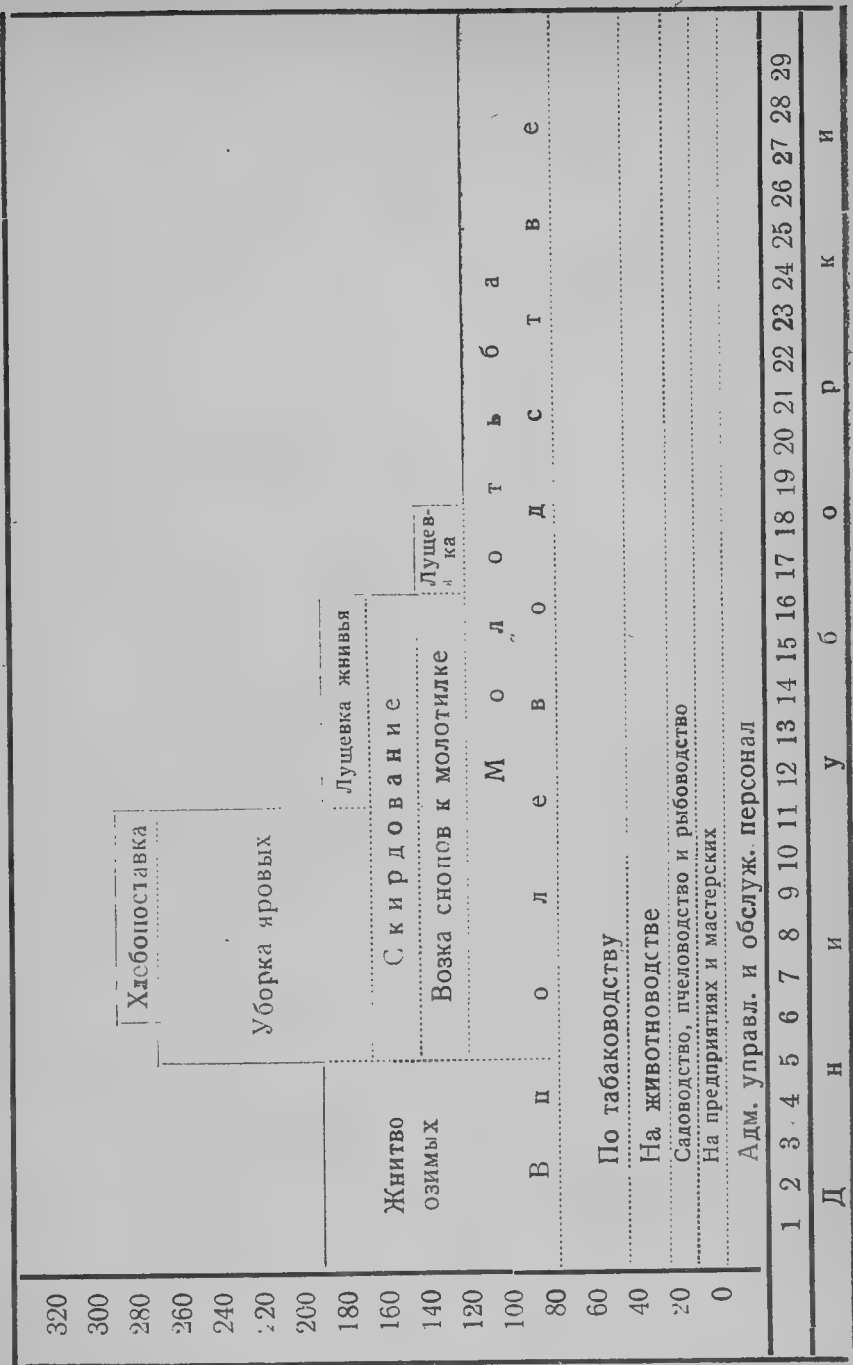 320
300
280
260
240
220
200
180
160
140
120
100
80
60
40
20
0
Хлебопоставка
Уборка яровых
Лущевка жнивья
Жнитво
озимых
Скирдование
Лущев-
ка
Возка снопов к молотилке
Молотьба
В полеводстве
По табаководству
На животноводстве
Садоводство, пчеловодство и рыбоводство
На предприятиях и мастерских
Адм. управл. и обслуж. персонал
1 2 3 4 5 6 7 8 9 10 11 12 13 14 15 16 17 18 19 20 21 22 23 24 25 26 27 28 29
Дни уборки